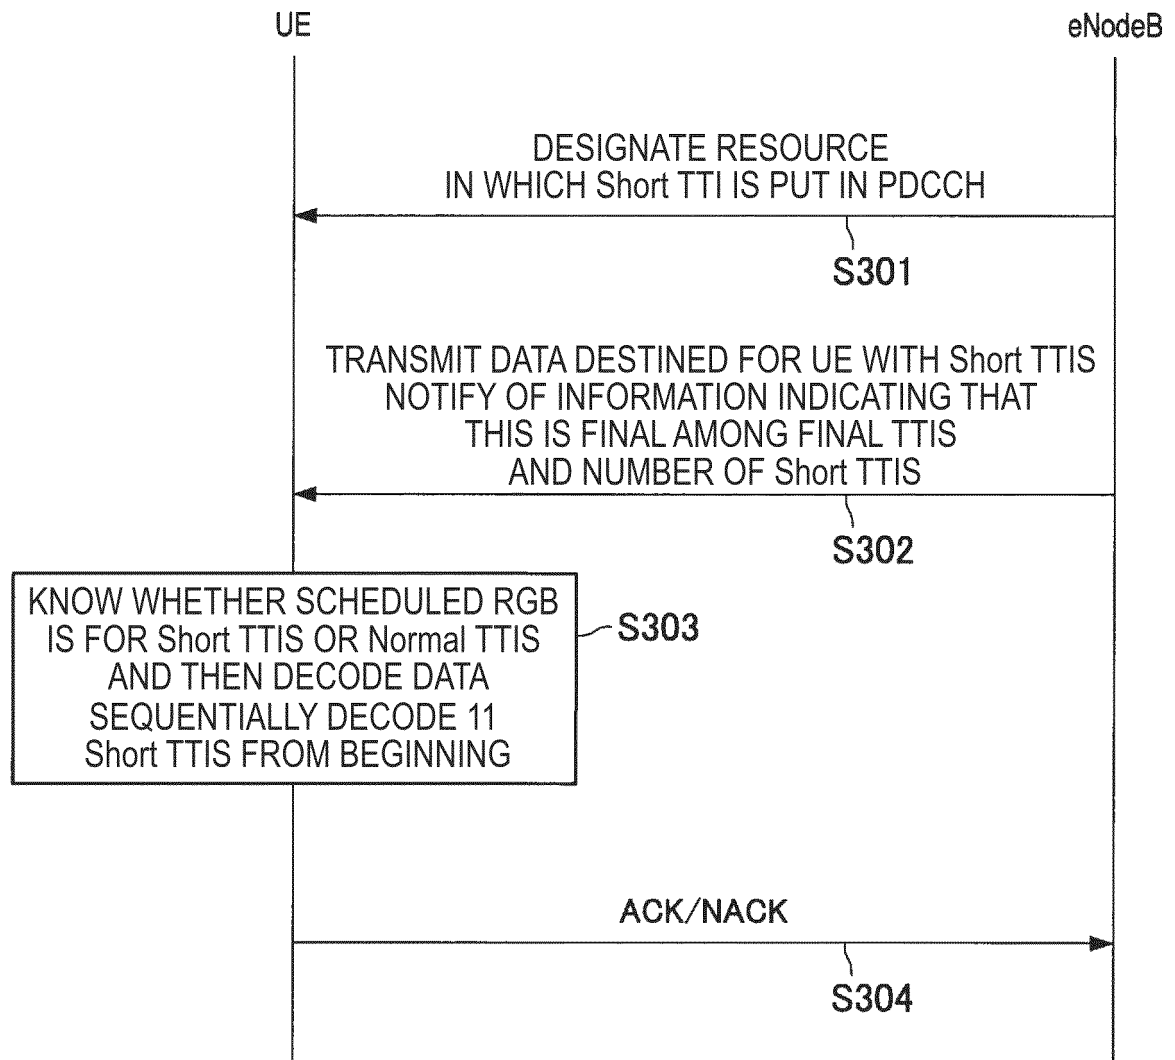 UE
eNodeB
DESIGNATE RESOURCE
IN WHICH Short TTI IS PUT IN PDCCH
S301
TRANSMIT DATA DESTINED FOR UE WITH Short TTIS
NOTIFY OF INFORMATION INDICATING THAT
THIS IS FINAL AMONG FINAL TTIS
AND NUMBER OF Short TTIS
S302
KNOW WHETHER SCHEDULED RGB
IS FOR Short TTIS OR Normal TTIS
AND THEN DECODE DATA
SEQUENTIALLY DECODE 11
Short TTIS FROM BEGINNING
S303
ACK/NACK
S304